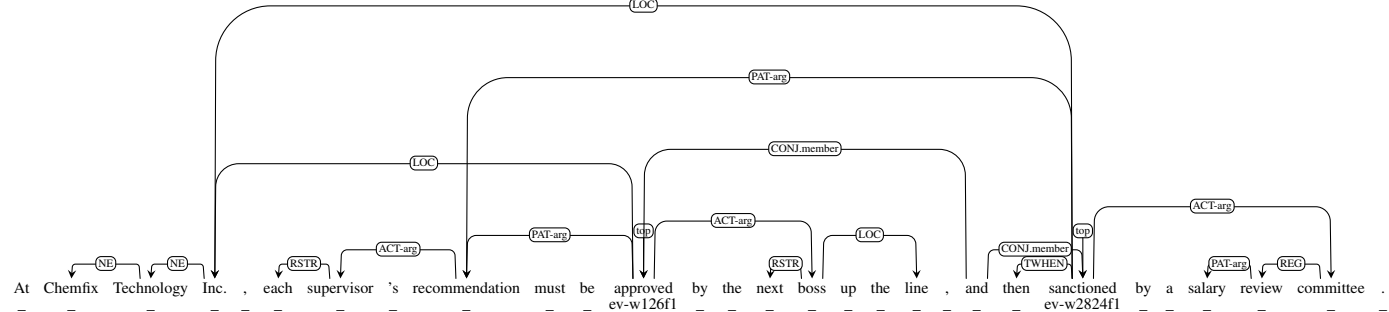 LOC
PAT-arg
CONJ.member
LOC
ACT-arg ACT-arg
PAT-arg top LOC top
ACT-arg CONJ.member
NE NE RSTR RSTR TWHEN PAT-arg REG
At Chemfix Technology Inc. , each supervisor 's recommendation must be approved by the next boss up the line , and then sanctioned by a salary review committee .
_ _ _ _ _ _ _ _ _ _ _ ev-w126f1 _ _ _ _ _ _ _ _ _ _ ev-w2824f1 _ _ _ _ _ _